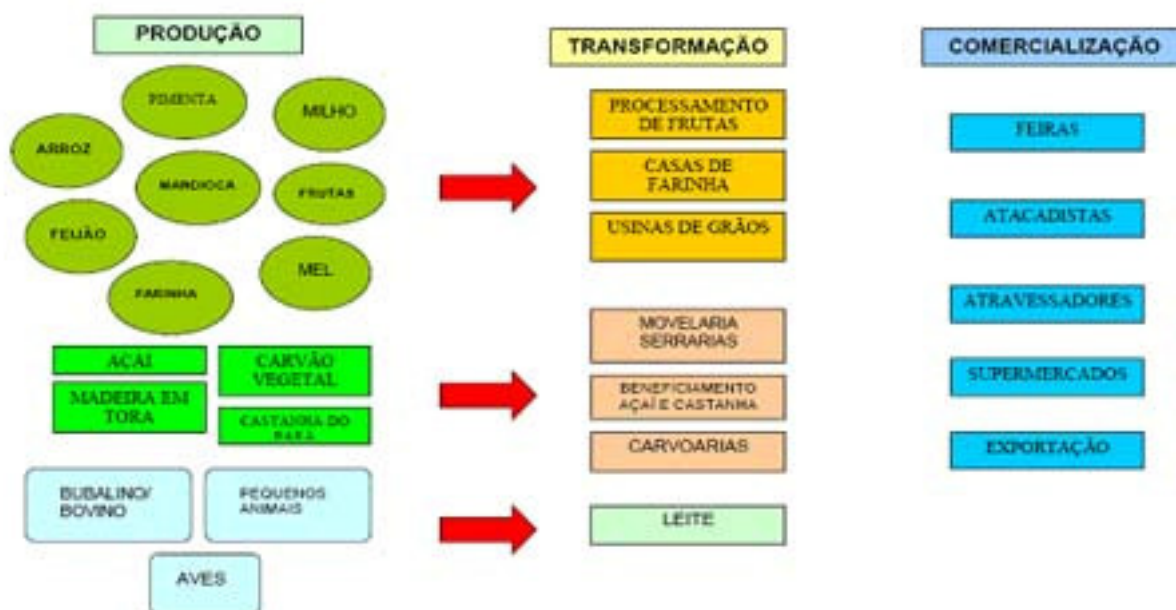 PRODUÇÃO
PIMENTA
MILHO
ARROZ
MANDIOCA
FRUTAS
FEIJÃO
MEL
FARINHA
AÇAI
CARVÃO
VEGETAL
MADEIRA EM
TORA
CASTANHA DO
PARÁ
BUBALINO/
BOVINO
PEQUENOS
ANIMAIS
AVES
TRANSFORMAÇÃO
PROCESSAMENTO
DE FRUTAS
CASAS DE
FARINHA
USINAS DE GRÃOS
MOVELARIA
SERRARIAS
BENEFICIAMENTO
AÇAÍ E CASTANHA
CARVOARIAS
LEITE
COMERCIALIZAÇÃO
FEIRAS
ATACADISTAS
ATRAVESSADORES
SUPERMERCADOS
EXPORTAÇÃO